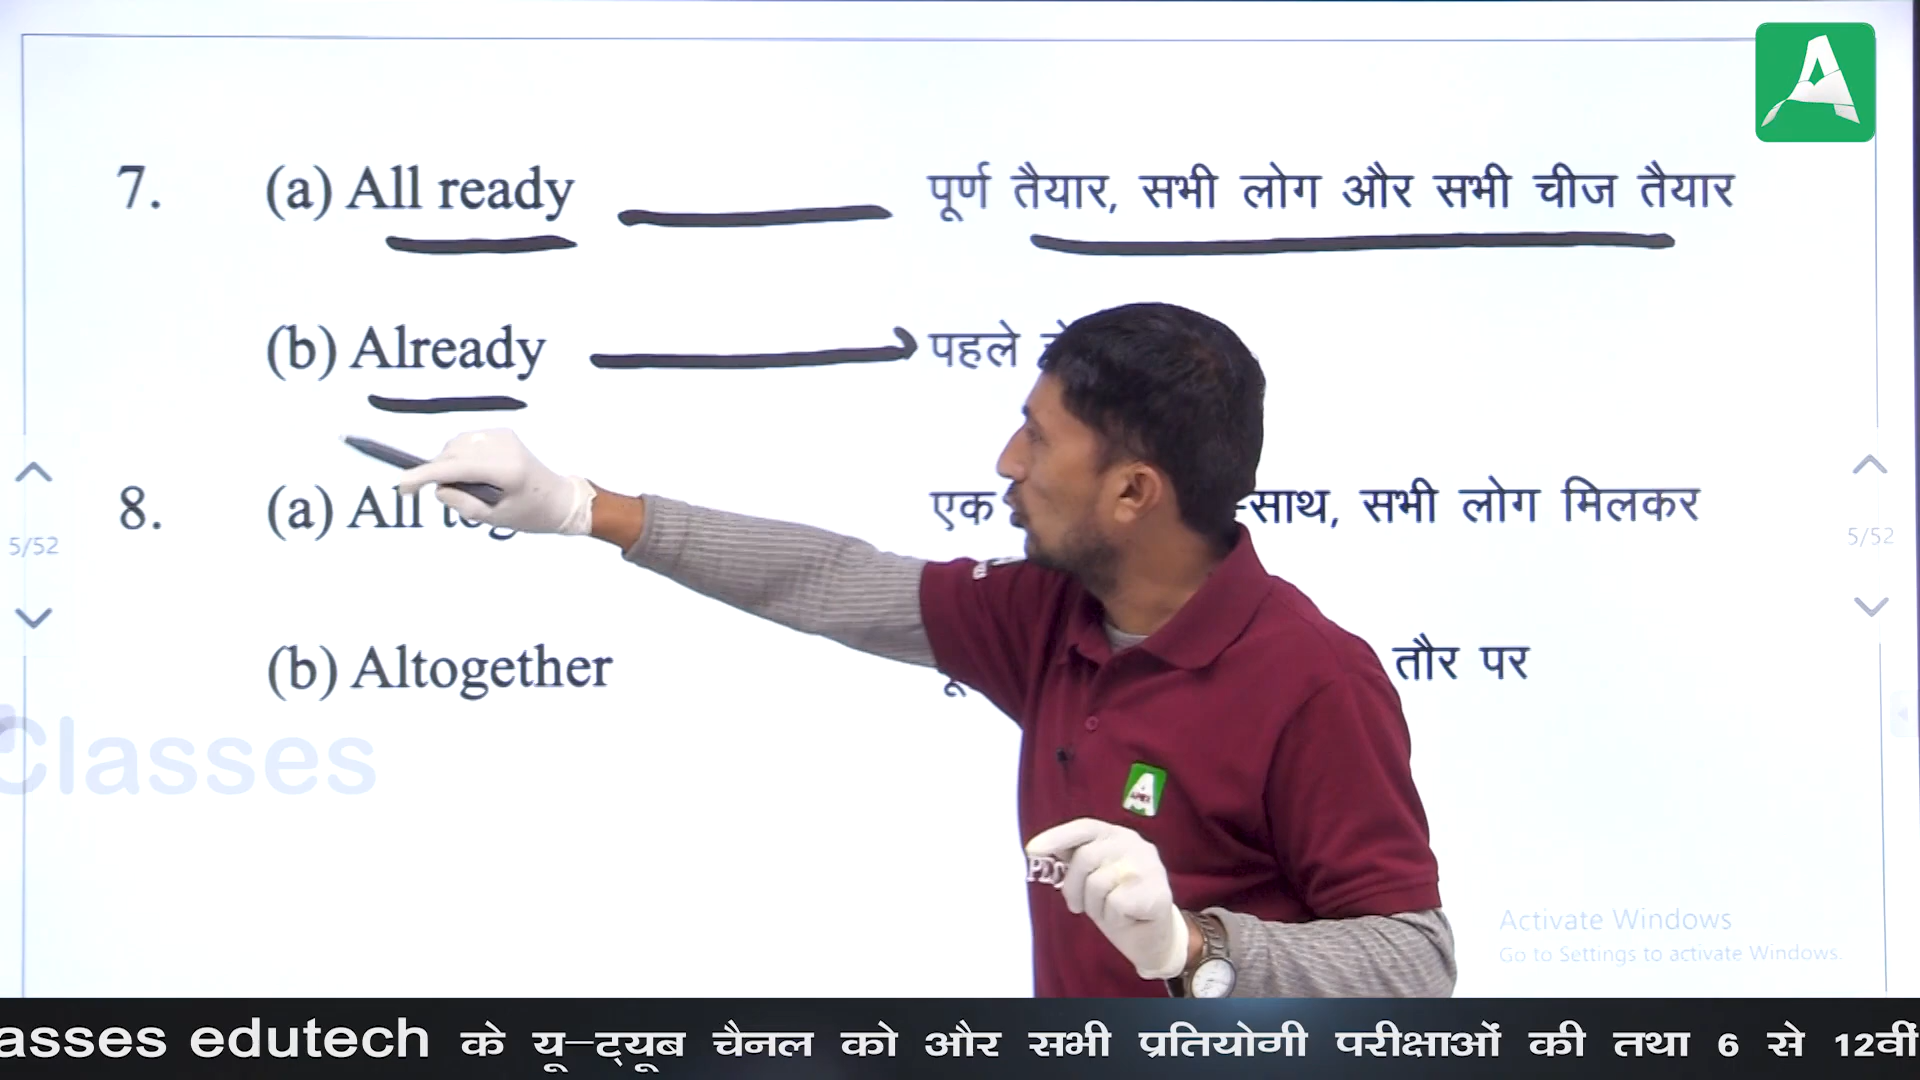 7. (a) All ready पूर्ण तैयार, सभी लोग और सभी चीज तैयार
(b) Already पहले
8. (a) All एक -साथ, सभी लोग मिलकर
(b) Altogether तौर पर
5/52
5/52
Classes
APEX
Activate Windows
Go to Settings to activate Windows.
asses edutech के यू-ट्यूब चैनल को और सभी प्रतियोगी परीक्षाओं की तथा 6 से 12वीं